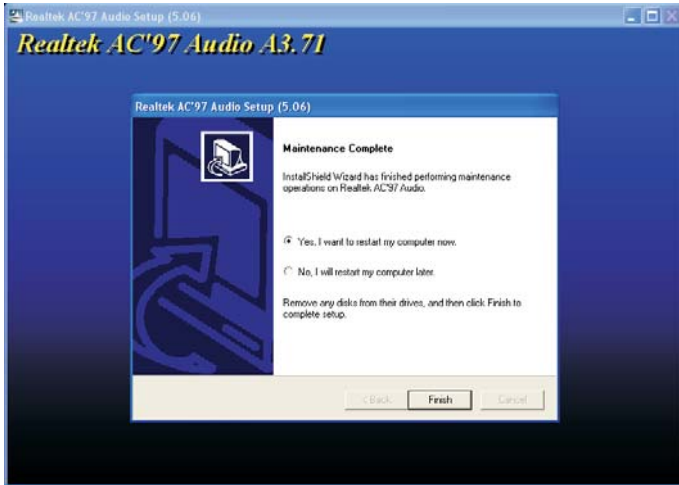 Realtek AC'97 Audio Setup (5.06)
Realtek AC'97 Audio A3.71
Realtek AC'97 Audio Setup (5.06)
Maintenance Complete
InstallShield Wizard has finished performing maintenance
operations on Realtek AC'97 Audio.
Yes, I want to restart my computer now.
No, I will restart my computer later.
Remove any disks from their drives, and then click Finish to
complete setup.
< Back Finish Cancel